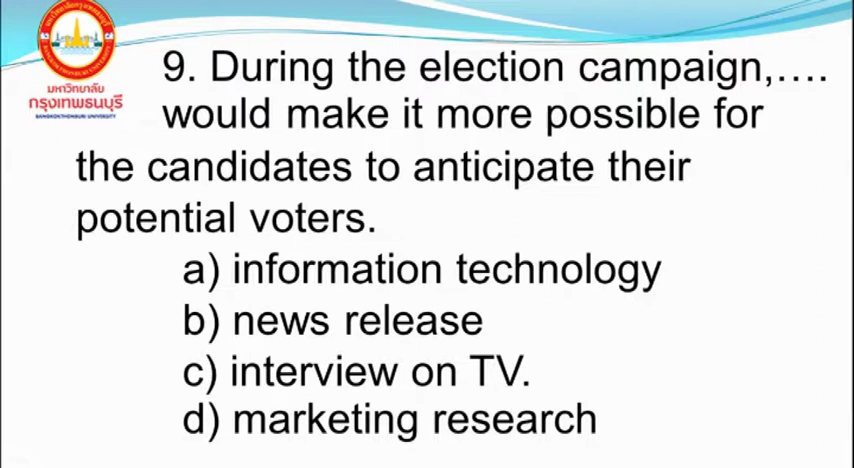 มหาวิทยาลัย
กรุงเทพธนบุรี
BANGKOKTHONBURI UNIVERSITY
9. During the election campaign,....
would make it more possible for
the candidates to anticipate their
potential voters.
a) information technology
b) news release
c) interview on TV.
d) marketing research